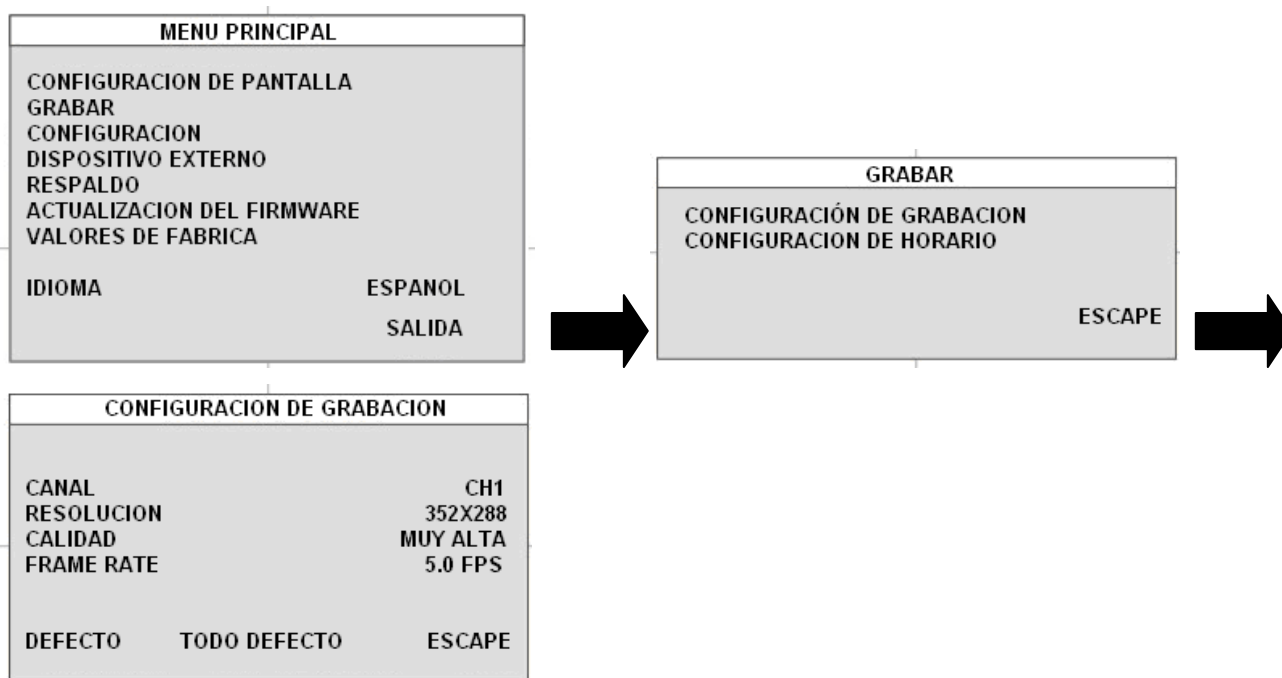 MENU PRINCIPAL
CONFIGURACION DE PANTALLA
GRABAR
CONFIGURACION
DISPOSITIVO EXTERNO
RESPALDO
ACTUALIZACION DEL FIRMWARE
VALORES DE FABRICA
IDIOMA ESPANOL
SALIDA
GRABAR
CONFIGURACIÓN DE GRABACION
CONFIGURACION DE HORARIO
ESCAPE
CONFIGURACION DE GRABACION
CANAL CH1
RESOLUCION 352X288
CALIDAD MUY ALTA
FRAME RATE 5.0 FPS
DEFECTO TODO DEFECTO ESCAPE